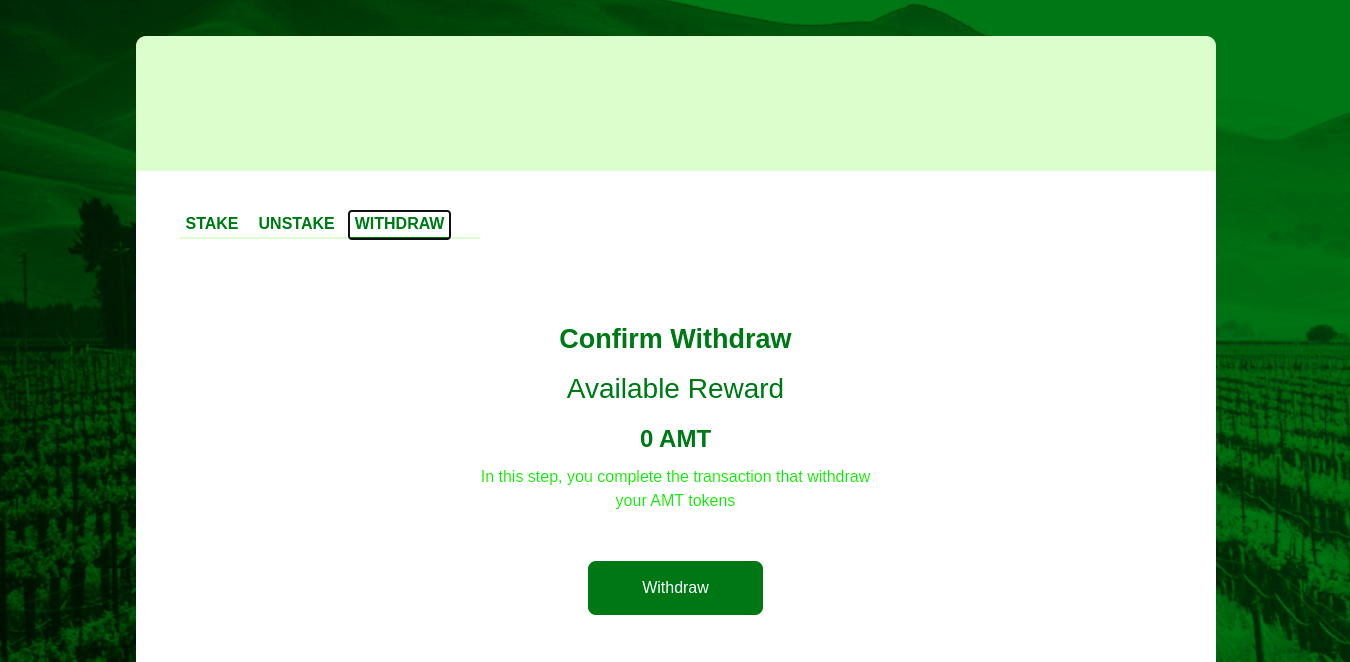 STAKE UNSTAKE WITHDRAW
Confirm Withdraw
Available Reward
0 AMT
In this step, you complete the transaction that withdraw
your AMT tokens
Withdraw